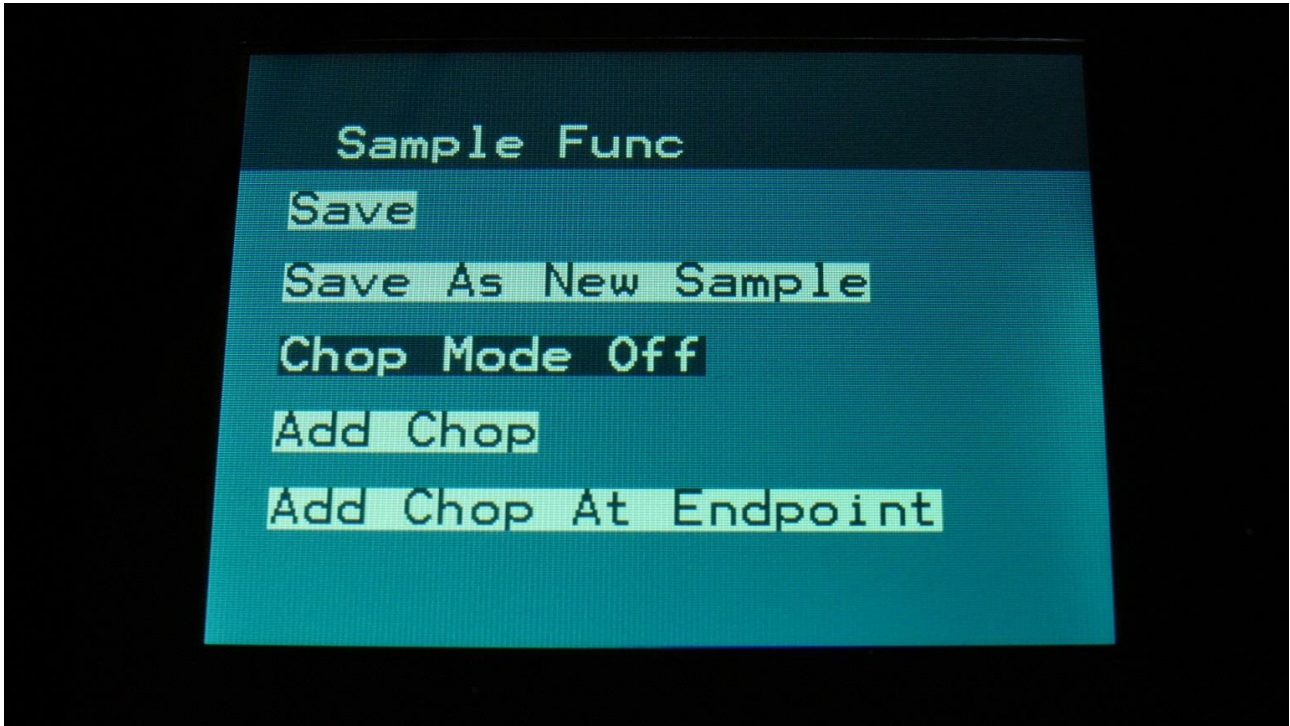 Sample Func
Save
Save As New Sample
Chop Mode Off
Add Chop
Add Chop At Endpoint